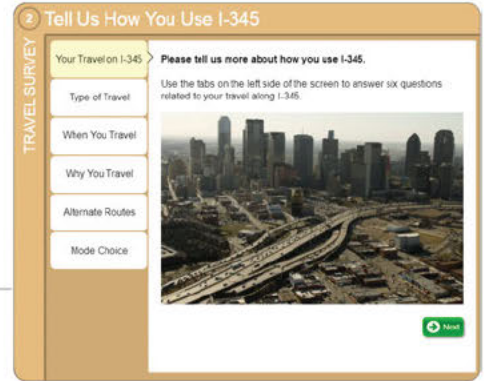 2 Tell Us How You Use I-345
TRAVEL SURVEY
Your Travel on I-345
Type of Travel
When You Travel
Why You Travel
Alternate Routes
Mode Choice
Please tell us more about how you use I-345.
Use the tabs on the left side of the screen to answer six questions
related to your travel along I-345.
Next